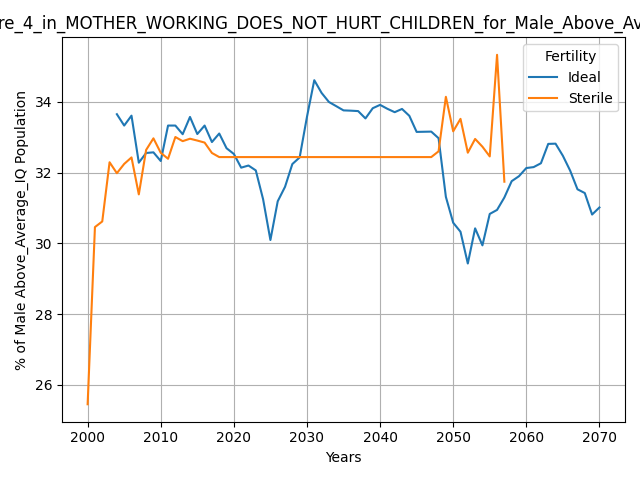 re_4_in_MOTHER_WORKING_DOES_NOT_HURT_CHILDREN_for_Male_Above_Av
Fertility
Ideal
Sterile
% of Male Above_Average_IQ Population
34
32
30
28
26
2000 2010 2020 2030 2040 2050 2060 2070
Years